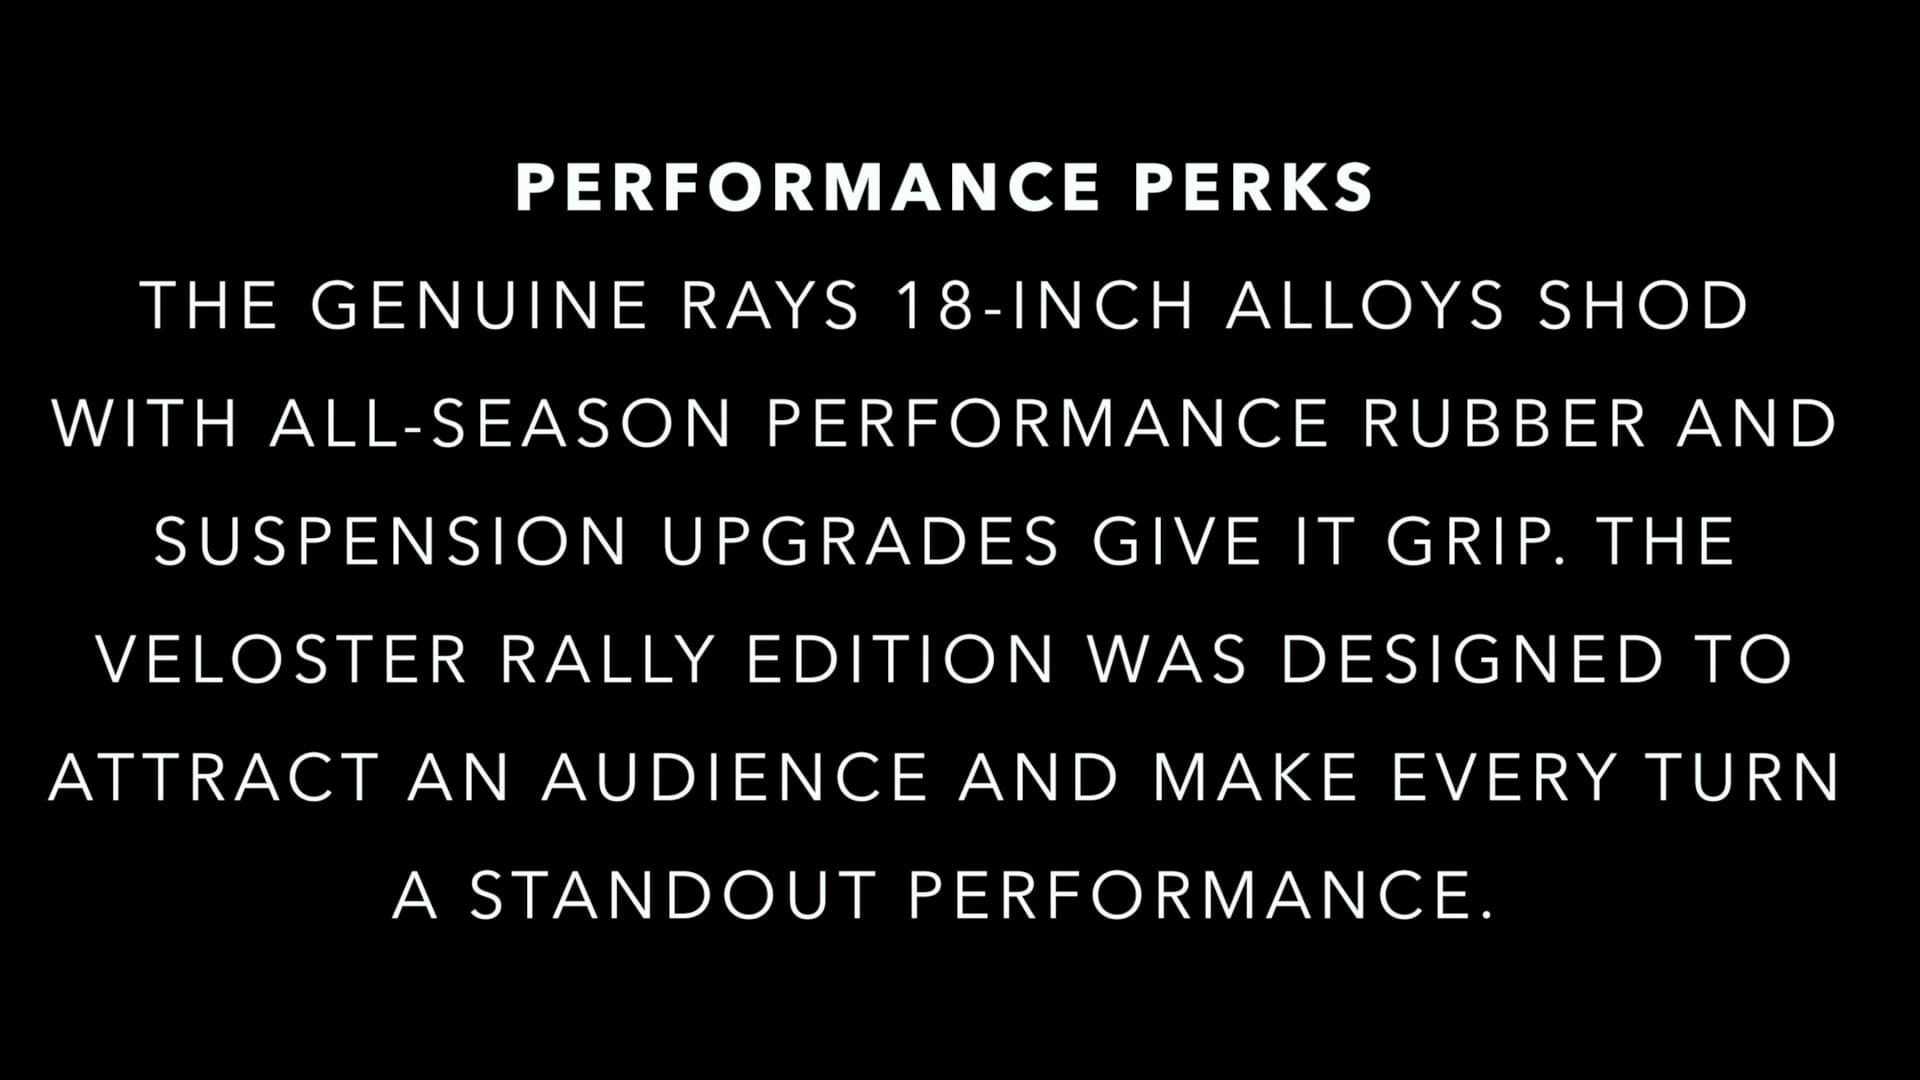 PERFORMANCE PERKS
THE GENUINE RAYS 18-INCH ALLOYS SHOD
WITH ALL-SEASON PERFORMANCE RUBBER AND
SUSPENSION UPGRADES GIVE IT GRIP. THE
VELOSTER RALLY EDITION WAS DESIGNED TO
ATTRACT AN AUDIENCE AND MAKE EVERY TURN
A STANDOUT PERFORMANCE.